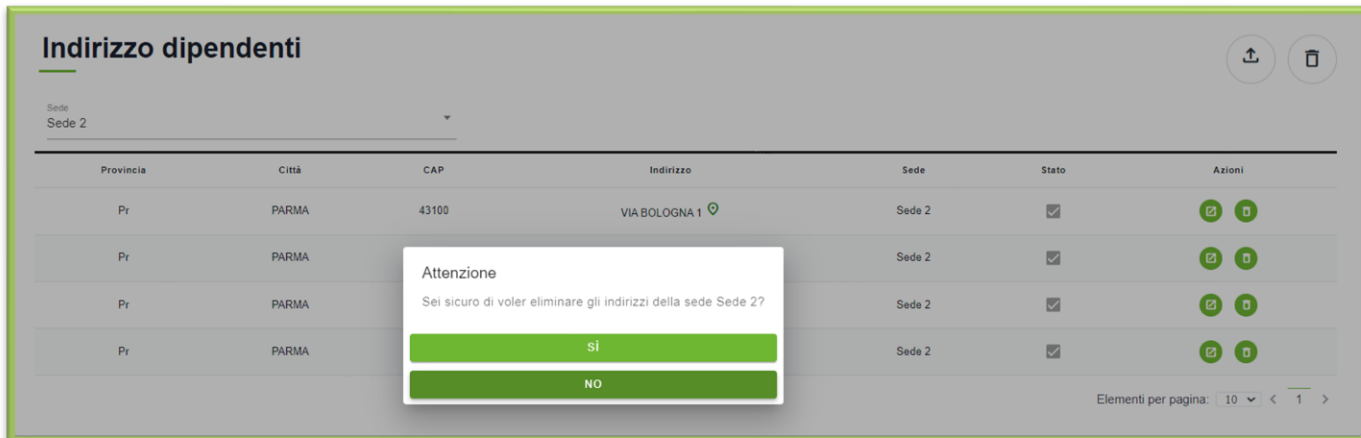 Indirizzo dipendenti
Sede
Sede 2
Provincia Città CAP Indirizzo Sede Stato Azioni
Pr PARMA 43100 VIA BOLOGNA 1 Sede 2
Pr PARMA Sede 2
Pr PARMA Sede 2
Pr PARMA Sede 2
Attenzione
Sei sicuro di voler eliminare gli indirizzi della sede Sede 2?
SÌ
NO
Elementi per pagina: 10 < 1 >